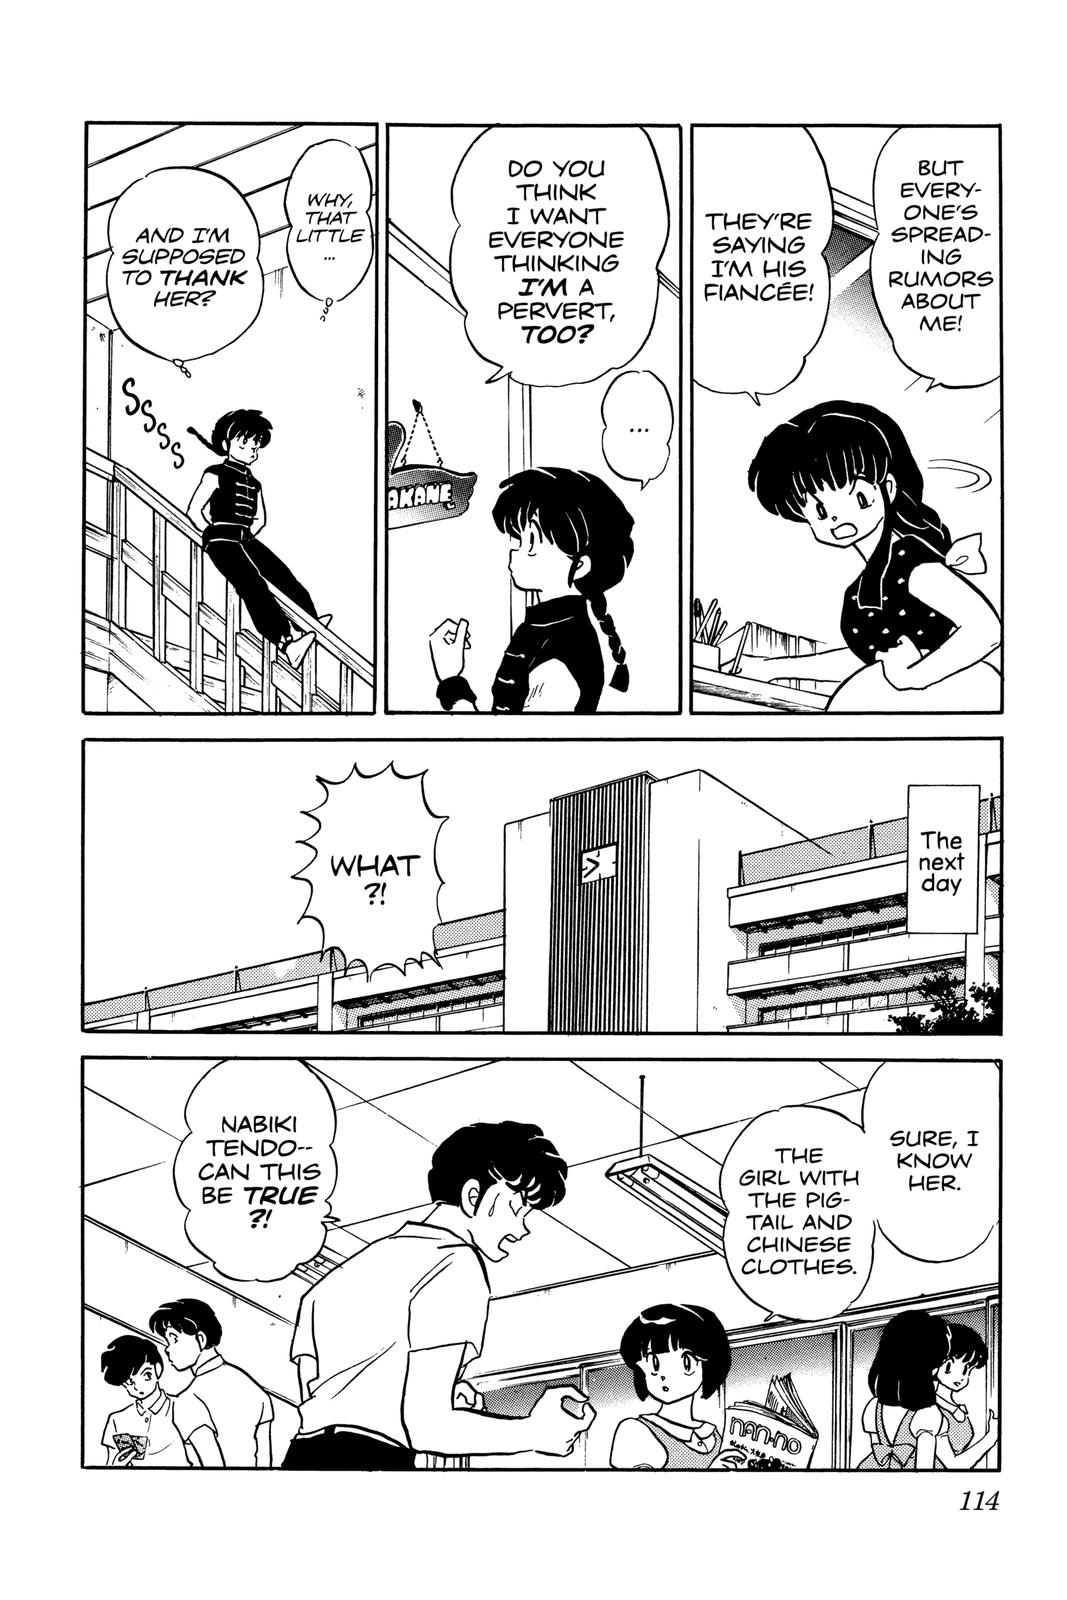 BUT
EVERY-
ONE'S
SPREAD-
ING
RUMORS
ABOUT
ME!
THEY'RE
SAYING
I'M HIS
FIANCÉE!
DO YOU
THINK
I WANT
EVERYONE
THINKING
I'M A
PERVERT,
TOO?
...
AKANE
WHY,
THAT
LITTLE
...
AND I'M
SUPPOSED
TO THANK
HER?
SSSS
The
next
day
WHAT
?!
SURE, I
KNOW
HER.
THE
GIRL WITH
THE PIG-
TAIL AND
CHINESE
CLOTHES.
NABIKI
TENDO--
CAN THIS
BE TRUE
?!
nan·no
114